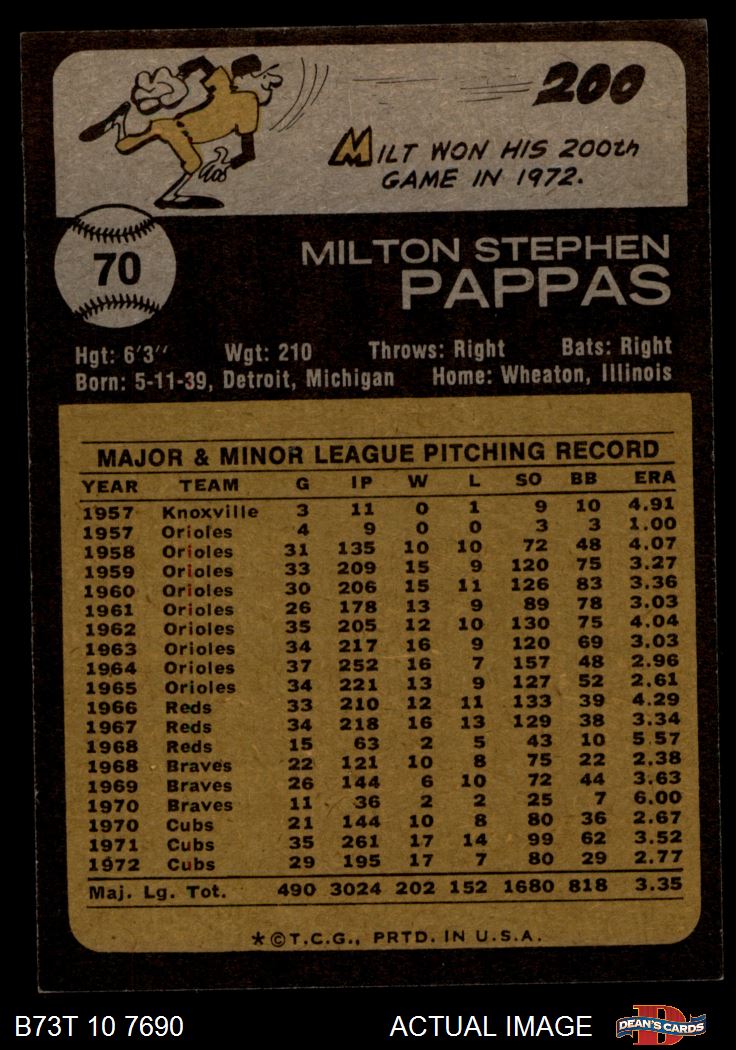 200
MILT WON HIS 200th
GAME IN 1972.
70
MILTON STEPHEN
PAPPAS
Hgt: 6'3" Wgt: 210 Throws: Right Bats: Right
Born: 5-11-39, Detroit, Michigan Home: Wheaton, Illinois
MAJOR & MINOR LEAGUE PITCHING RECORD
YEAR TEAM G IP W L SO BB ERA
1957 Knoxville 3 11 0 1 9 10 4.91
1957 Orioles 4 9 0 0 3 3 1.00
1958 Orioles 31 135 10 10 72 48 4.07
1959 Orioles 33 209 15 9 120 75 3.27
1960 Orioles 30 206 15 11 126 83 3.36
1961 Orioles 26 178 13 9 89 78 3.03
1962 Orioles 35 205 12 10 130 75 4.04
1963 Orioles 34 217 16 9 120 69 3.03
1964 Orioles 37 252 16 7 157 48 2.96
1965 Orioles 34 221 13 9 127 52 2.61
1966 Reds 33 210 12 11 133 39 4.29
1967 Reds 34 218 16 13 129 38 3.34
1968 Reds 15 63 2 5 43 10 5.57
1968 Braves 22 121 10 8 75 22 2.38
1969 Braves 26 144 6 10 72 44 3.63
1970 Braves 11 36 2 2 25 7 6.00
1970 Cubs 21 144 10 8 80 36 2.67
1971 Cubs 35 261 17 14 99 62 3.52
1972 Cubs 29 195 17 7 80 29 2.77
Maj. Lg. Tot. 490 3024 202 152 1680 818 3.35
*©T.C.G., PRTD. IN U.S.A.
B73T 10 7690 ACTUAL IMAGE DEAN'S CARDS